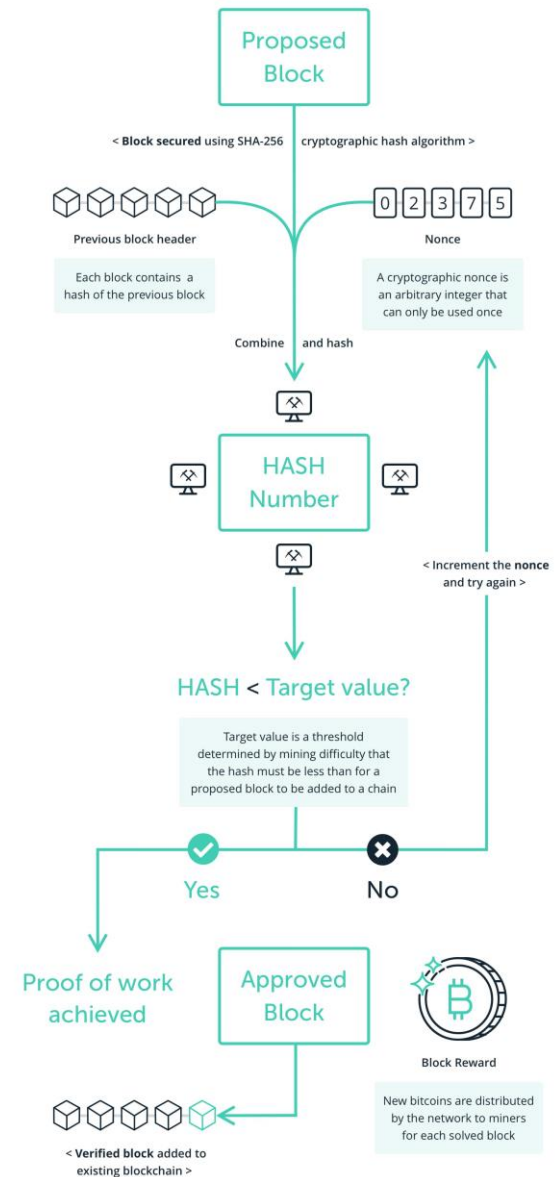 Proposed
Block
< Block secured using SHA-256 cryptographic hash algorithm >
Previous block header
Each block contains a
hash of the previous block
0 2 3 7 5
Nonce
A cryptographic nonce is
an arbitrary integer that
can only be used once
Combine and hash
HASH
Number
< Increment the nonce
and try again >
HASH < Target value?
Target value is a threshold
determined by mining difficulty that
the hash must be less than for a
proposed block to be added to a chain
Yes
No
Proof of work
achieved
Approved
Block
Block Reward
New bitcoins are distributed
by the network to miners
for each solved block
< Verified block added to
existing blockchain >